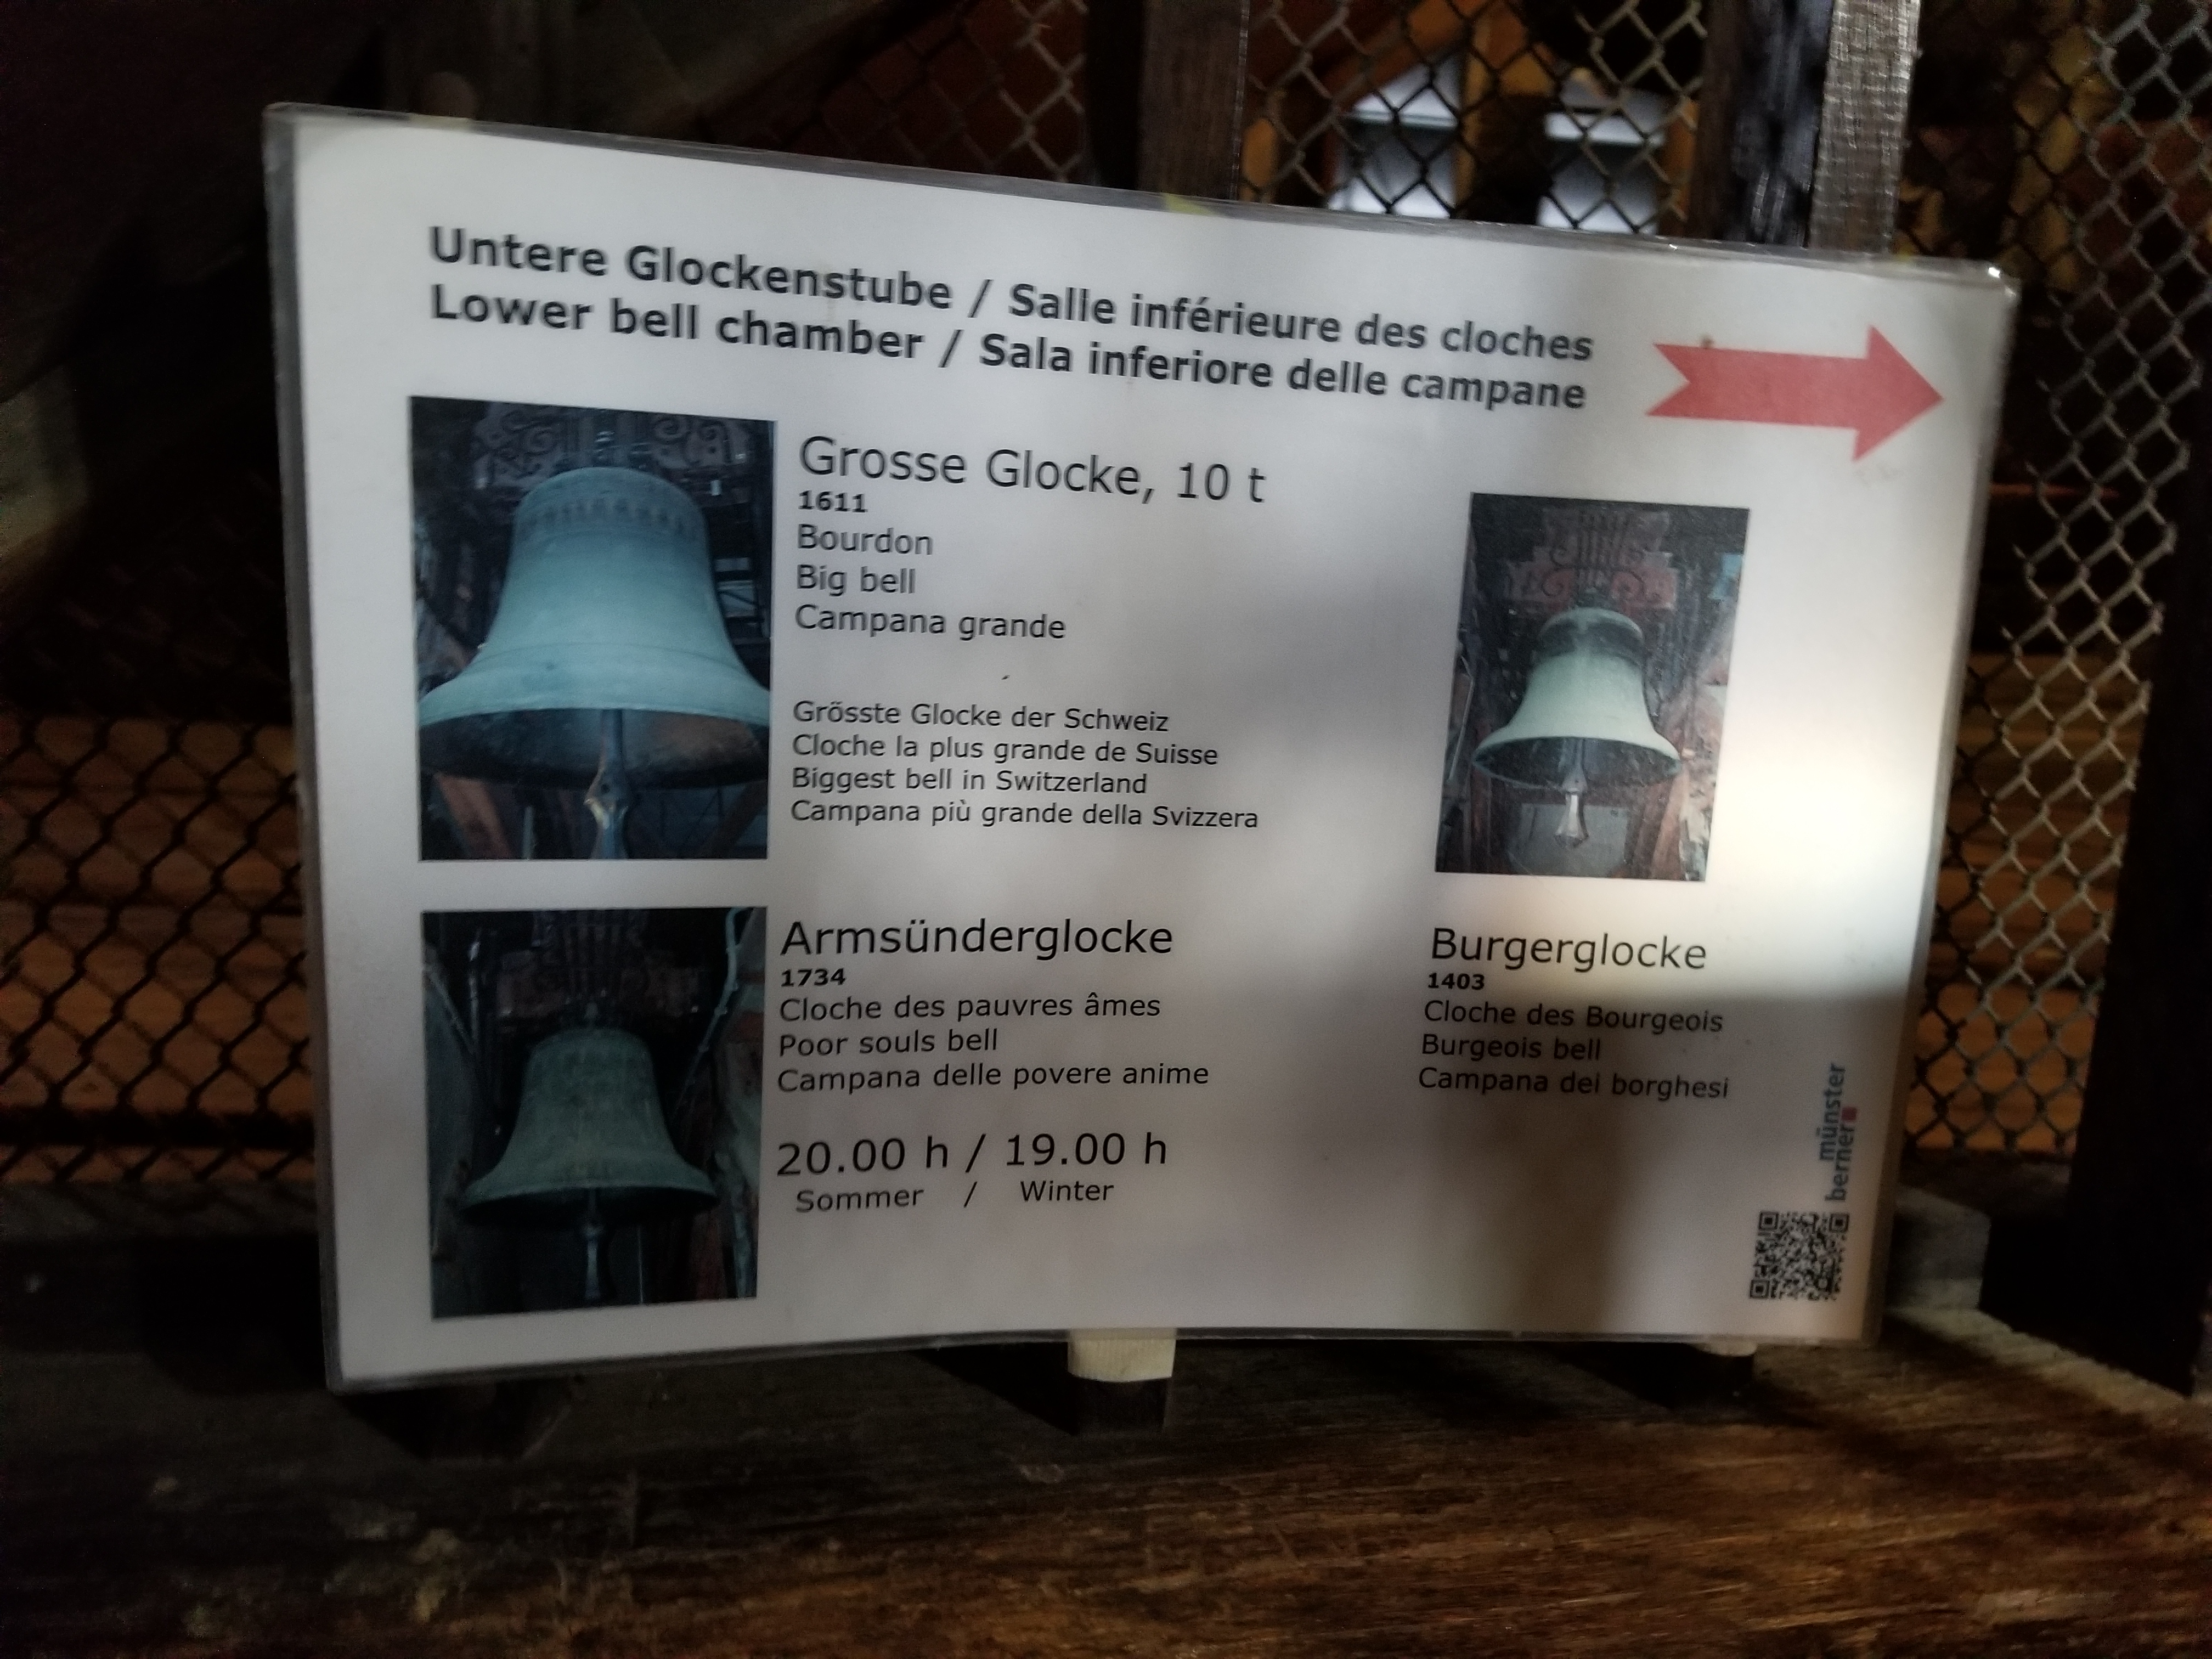 Untere Glockenstube / Salle inférieure des cloches
Lower bell chamber / Sala inferiore delle campane
Grosse Glocke, 10 t
1611
Bourdon
Big bell
Campana grande
Grösste Glocke der Schweiz
Cloche la plus grande de Suisse
Biggest bell in Switzerland
Campana più grande della Svizzera
Armsünderglocke
1734
Cloche des pauvres âmes
Poor souls bell
Campana delle povere anime
20.00 h / 19.00 h
Sommer / Winter
Burgerglocke
1403
Cloche des Bourgeois
Burgeois bell
Campana dei borghesi
berner
münster